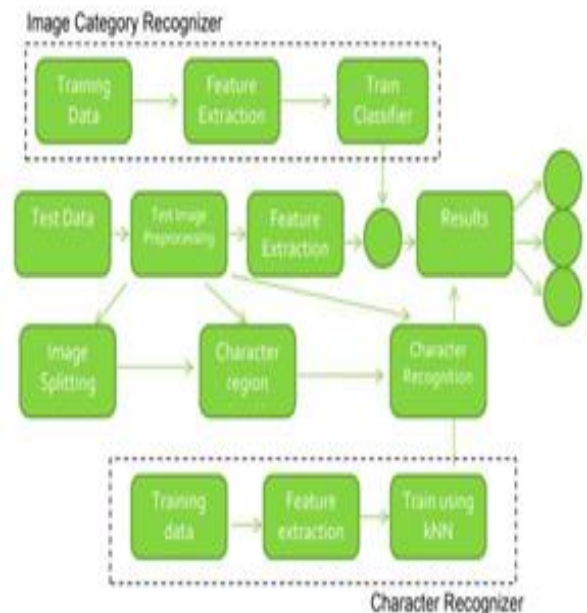 Image Category Recognizer
Training
Data
Feature
Extraction
Train
Classifier
Test Data
Test Image
Preprocessing
Feature
Extraction
Results
Image
Splitting
Character
region
Character
Recognition
Training
data
Feature
extraction
Train using
kNN
Character Recognizer